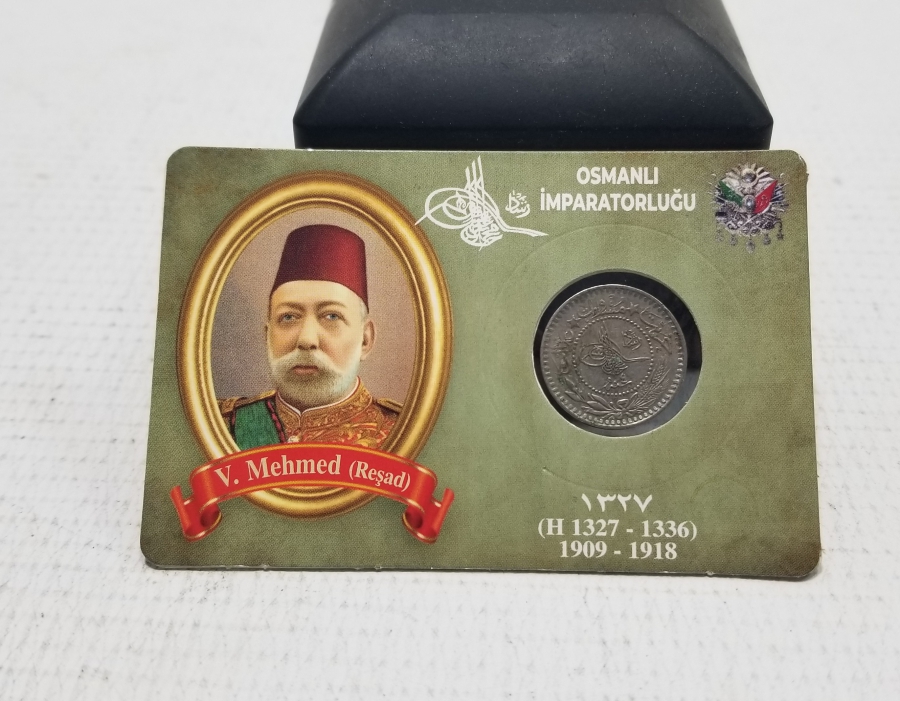 OSMANLI
İMPARATORLUĞU
V. Mehmed (Reşad)
١٣٢٧
(H 1327 - 1336)
1909 - 1918